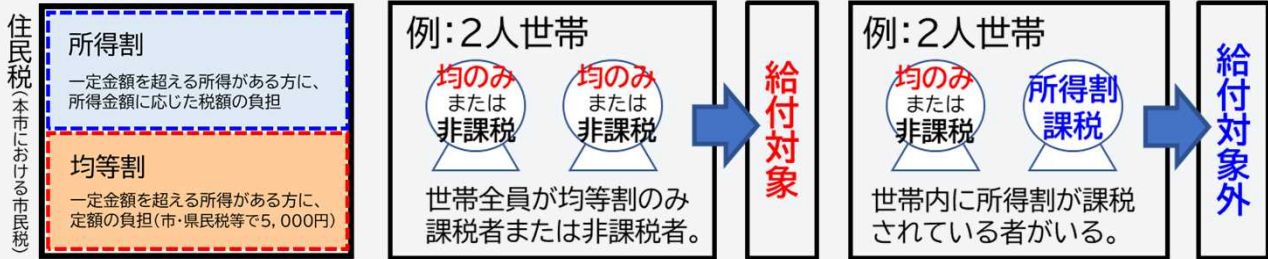 住民税(本市における市民税)
所得割
一定金額を超える所得がある方に、
所得金額に応じた税額の負担
均等割
一定金額を超える所得がある方に、
定額の負担(市・県民税等で5,000円)
例:2人世帯
均のみ
または
非課税
均のみ
または
非課税
世帯全員が均等割のみ
課税者または非課税者。
給付対象
例:2人世帯
均のみ
または
非課税
所得割
課税
世帯内に所得割が課税
されている者がいる。
給付対象外